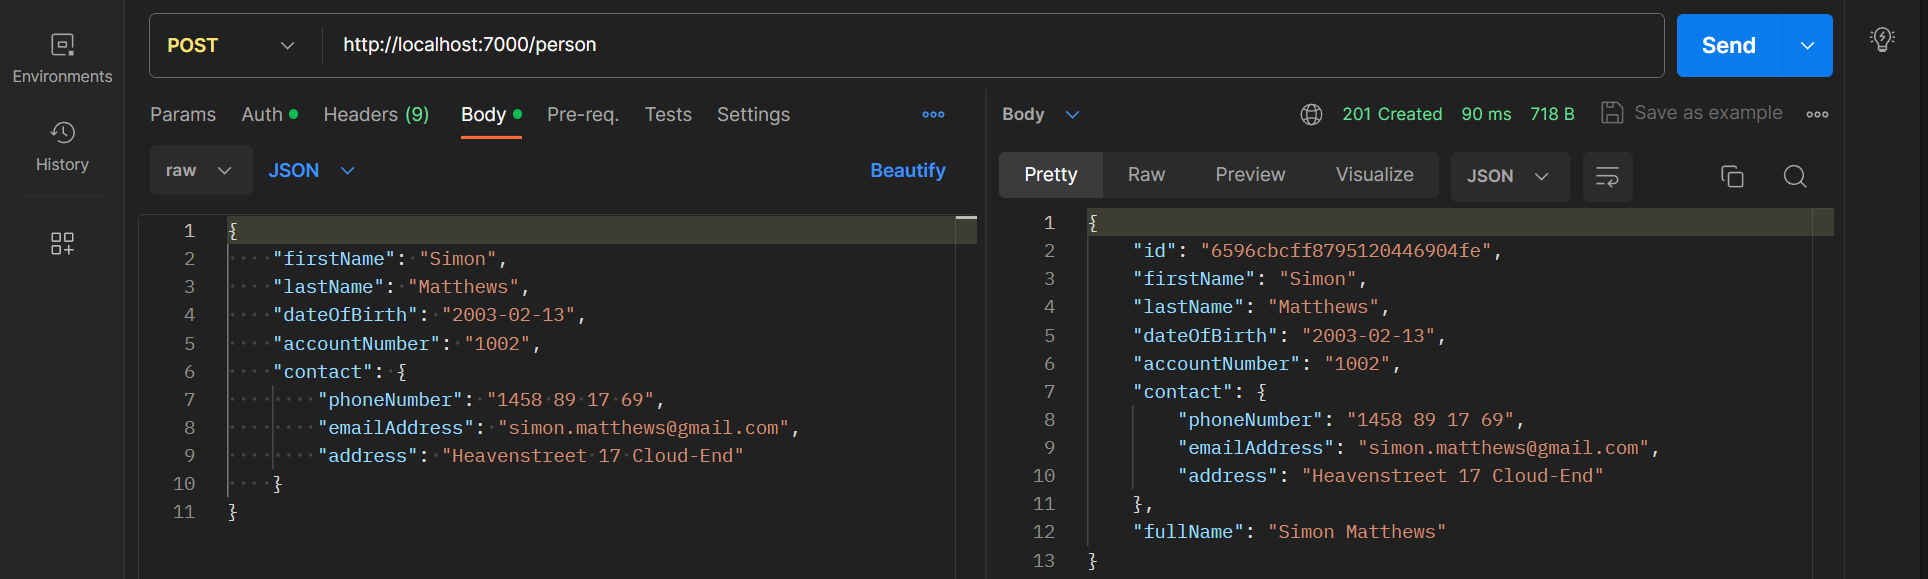 POST
http://localhost:7000/person
Send
Environments
History
Params Auth Headers (9) Body Pre-req. Tests Settings
raw JSON Beautify
1 {
2 "firstName": "Simon",
3 "lastName": "Matthews",
4 "dateOfBirth": "2003-02-13",
5 "accountNumber": "1002",
6 "contact": {
7 "phoneNumber": "1458 89 17 69",
8 "emailAddress": "simon.matthews@gmail.com",
9 "address": "Heavenstreet 17 Cloud-End"
10 }
11 }
Body 201 Created 90 ms 718 B Save as example
Pretty Raw Preview Visualize JSON
1 {
2 "id": "6596cbcff8795120446904fe",
3 "firstName": "Simon",
4 "lastName": "Matthews",
5 "dateOfBirth": "2003-02-13",
6 "accountNumber": "1002",
7 "contact": {
8 "phoneNumber": "1458 89 17 69",
9 "emailAddress": "simon.matthews@gmail.com",
10 "address": "Heavenstreet 17 Cloud-End"
11 },
12 "fullName": "Simon Matthews"
13 }